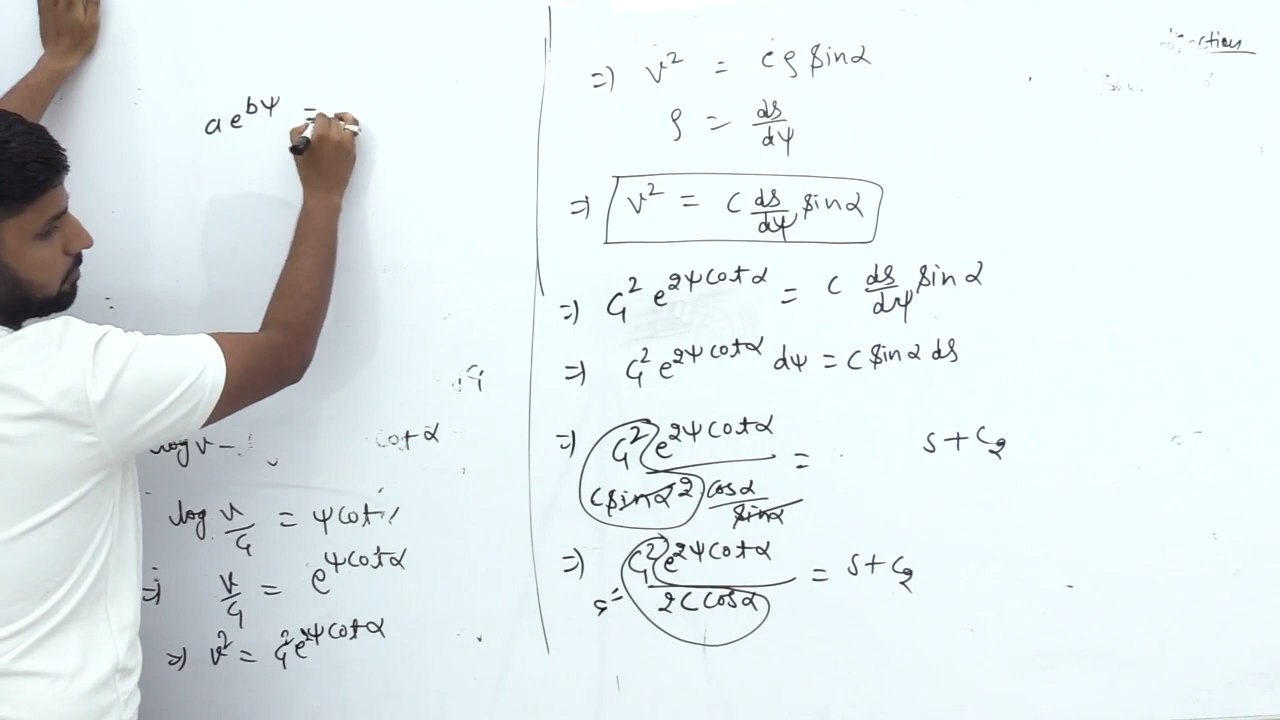 ae^{bψ} =
log v -
cot α
log v/c₁ = ψ cot
⇒ v/c₁ = e^{ψ cot α}
⇒ v² = c₁² e^{2ψ cot α}
⇒ v² = c ρ sin α
ρ = ds/dψ
⇒ v² = c ds/dψ sin α
⇒ c₁² e^{2ψ cot α} = c ds/dψ sin α
⇒ c₁² e^{2ψ cot α} dψ = c sin α ds
⇒ c₁² e^{2ψ cot α} / (c sin α 2 cos α/sin α) = s + c₂
⇒ c₁² e^{2ψ cot α} / (2c cos α) = s + c₂